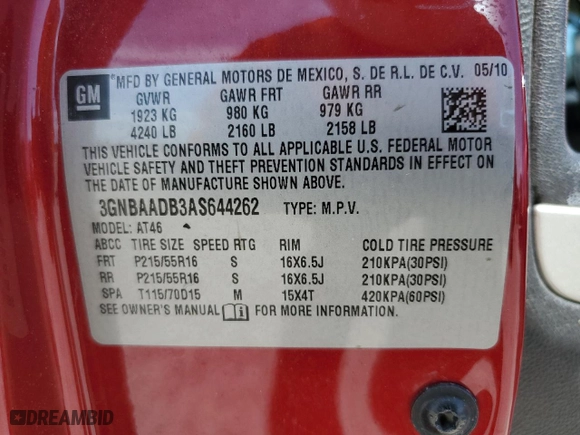 GM
MFD BY GENERAL MOTORS DE MEXICO, S. DE R.L. DE C.V. 05/10
GVWR GAWR FRT GAWR RR
1923 KG 980 KG 979 KG
4240 LB 2160 LB 2158 LB
THIS VEHICLE CONFORMS TO ALL APPLICABLE U.S. FEDERAL MOTOR
VEHICLE SAFETY AND THEFT PREVENTION STANDARDS IN EFFECT ON
THE DATE OF MANUFACTURE SHOWN ABOVE.
3GNBAADB3AS644262 TYPE: M.P.V.
MODEL: AT46
ABCC TIRE SIZE SPEED RTG RIM COLD TIRE PRESSURE
FRT P215/55R16 S 16X6.5J 210KPA(30PSI)
RR P215/55R16 S 16X6.5J 210KPA(30PSI)
SPA T115/70D15 M 15X4T 420KPA(60PSI)
SEE OWNER'S MANUAL FOR MORE INFORMATION.
DREAMBID